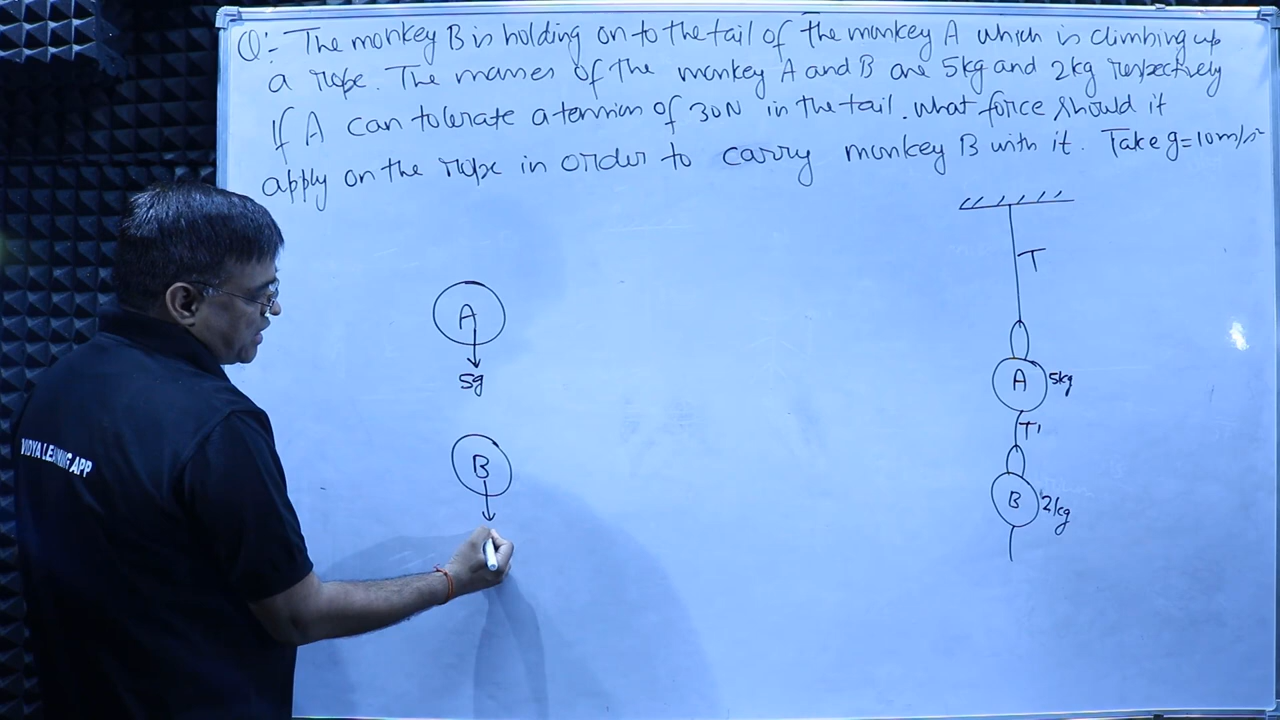 Q:- The monkey B is holding on to the tail of the monkey A which is climbing up
a rope. The masses of the monkey A and B are 5kg and 2kg respectively
If A can tolerate a tension of 30N in the tail. what force should it
apply on the rope in order to carry monkey B with it. Take g=10m/s²
T
A
5g
A 5kg
T'
B
B 2kg
VIDYA LEARNING APP